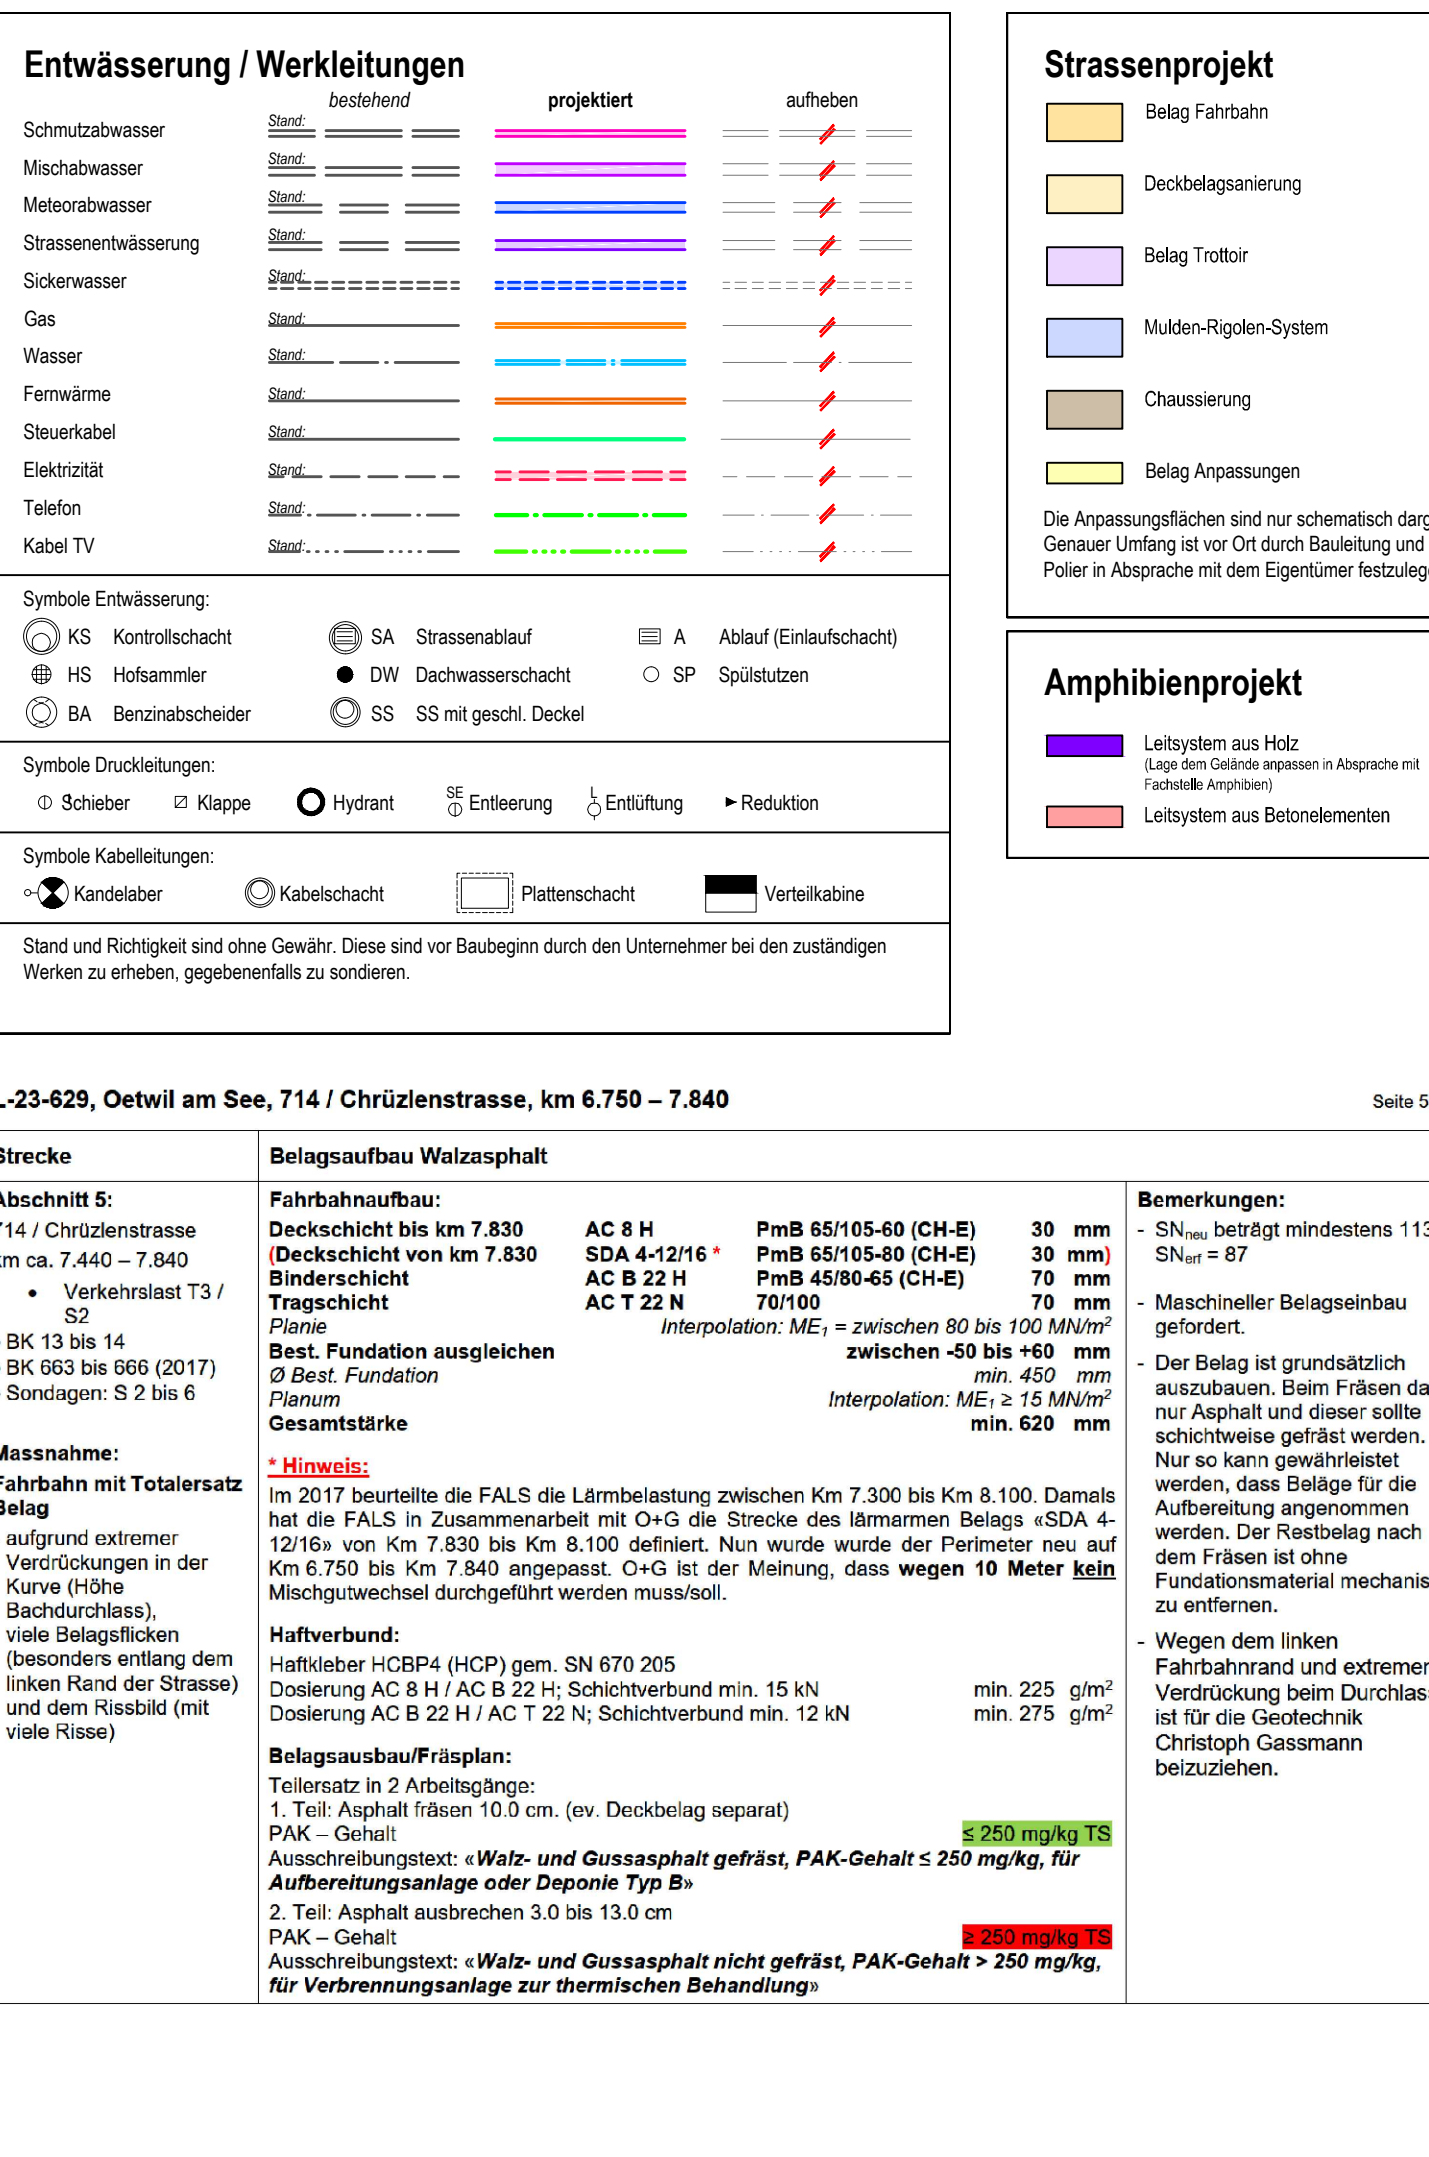 Entwässerung / Werkleitungen
bestehend projektiert aufheben
Schmutzabwasser Stand:
Mischabwasser Stand:
Meteorabwasser Stand:
Strassenentwässerung Stand:
Sickerwasser Stand:
Gas Stand:
Wasser Stand:
Fernwärme Stand:
Steuerkabel Stand:
Elektrizität Stand:
Telefon Stand:
Kabel TV Stand:
Symbole Entwässerung:
KS Kontrollschacht SA Strassenablauf A Ablauf (Einlaufschacht)
HS Hofsammler DW Dachwasserschacht SP Spülstutzen
BA Benzinabscheider SS SS mit geschl. Deckel
Symbole Druckleitungen:
Schieber Klappe Hydrant SE Entleerung L Entlüftung Reduktion
Symbole Kabelleitungen:
Kandelaber Kabelschacht Plattenschacht Verteilkabine
Stand und Richtigkeit sind ohne Gewähr. Diese sind vor Baubeginn durch den Unternehmer bei den zuständigen
Werken zu erheben, gegebenenfalls zu sondieren.
Strassenprojekt
Belag Fahrbahn
Deckbelagsanierung
Belag Trottoir
Mulden-Rigolen-System
Chaussierung
Belag Anpassungen
Die Anpassungsflächen sind nur schematisch
Genauer Umfang ist vor Ort durch Bauleitung und
Polier in Absprache mit dem Eigentümer
Amphibienprojekt
Leitsystem aus Holz
(Lage dem Gelände anpassen in Absprache mit
Fachstelle Amphibien)
Leitsystem aus Betonelementen
L-23-629, Oetwil am See, 714 / Chrüzlenstrasse, km 6.750 – 7.840
Seite 5
Strecke
Belagsaufbau Walzasphalt
Abschnitt 5:
714 / Chrüzlenstrasse
km ca. 7.440 – 7.840
• Verkehrslast T3 /
S2
BK 13 bis 14
BK 663 bis 666 (2017)
Sondagen: S 2 bis 6
Massnahme:
Fahrbahn mit Totalersatz
Belag
aufgrund extremer
Verdrückungen in der
Kurve (Höhe
Bachdurchlass),
viele Belagsflicken
(besonders entlang dem
linken Rand der Strasse)
und dem Rissbild (mit
viele Risse)
Fahrbahnaufbau:
Deckschicht bis km 7.830 AC 8 H PmB 65/105-60 (CH-E) 30 mm
(Deckschicht von km 7.830 SDA 4-12/16 * PmB 65/105-80 (CH-E) 30 mm)
Binderschicht AC B 22 H PmB 45/80-65 (CH-E) 70 mm
Tragschicht AC T 22 N 70/100 70 mm
Planie Interpolation: ME₁ = zwischen 80 bis 100 MN/m²
Best. Fundation ausgleichen zwischen -50 bis +60 mm
Ø Best. Fundation min. 450 mm
Planum Interpolation: ME₁ ≥ 15 MN/m²
Gesamtstärke min. 620 mm
* Hinweis:
Im 2017 beurteilte die FALS die Lärmbelastung zwischen Km 7.300 bis Km 8.100. Damals
hat die FALS in Zusammenarbeit mit O+G die Strecke des lärmarmen Belags «SDA 4-
12/16» von Km 7.830 bis Km 8.100 definiert. Nun wurde wurde der Perimeter neu auf
Km 6.750 bis Km 7.840 angepasst. O+G ist der Meinung, dass wegen 10 Meter kein
Mischgutwechsel durchgeführt werden muss/soll.
Haftverbund:
Haftkleber HCBP4 (HCP) gem. SN 670 205
Dosierung AC 8 H / AC B 22 H; Schichtverbund min. 15 kN min. 225 g/m²
Dosierung AC B 22 H / AC T 22 N; Schichtverbund min. 12 kN min. 275 g/m²
Belagsausbau/Fräsplan:
Teilersatz in 2 Arbeitsgänge:
1. Teil: Asphalt fräsen 10.0 cm. (ev. Deckbelag separat)
PAK – Gehalt ≤ 250 mg/kg TS
Ausschreibungstext: «Walz- und Gussasphalt gefräst, PAK-Gehalt ≤ 250 mg/kg, für
Aufbereitungsanlage oder Deponie Typ B»
2. Teil: Asphalt ausbrechen 3.0 bis 13.0 cm
PAK – Gehalt ≥ 250 mg/kg TS
Ausschreibungstext: «Walz- und Gussasphalt nicht gefräst, PAK-Gehalt > 250 mg/kg,
für Verbrennungsanlage zur thermischen Behandlung»
Bemerkungen:
- SNneu beträgt mindestens
SNerf = 87
- Maschineller Belagseinbau
gefordert.
- Der Belag ist grundsätzlich
auszubauen. Beim Fräsen
nur Asphalt und dieser sollte
schichtweise gefräst werden.
Nur so kann gewährleistet
werden, dass Beläge für die
Aufbereitung angenommen
werden. Der Restbelag nach
dem Fräsen ist ohne
Fundationsmaterial
zu entfernen.
- Wegen dem linken
Fahrbahnrand und extremer
Verdrückung beim
ist für die Geotechnik
Christoph Gassmann
beizuziehen.